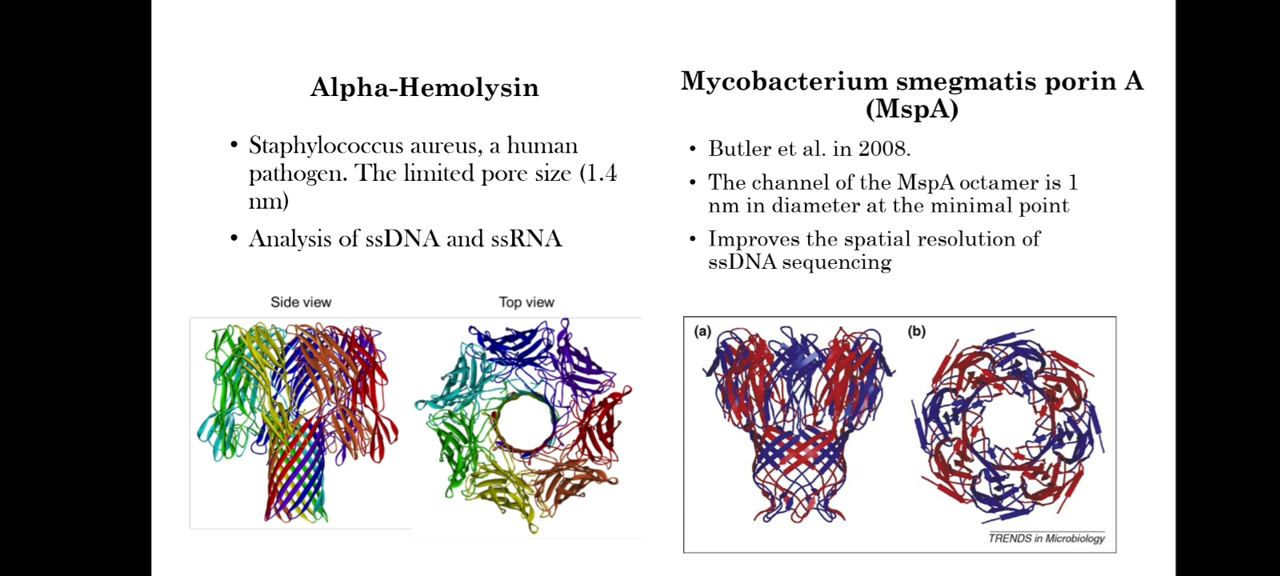 Alpha-Hemolysin
• Staphylococcus aureus, a human
pathogen. The limited pore size (1.4
nm)
• Analysis of ssDNA and ssRNA
Side view
Top view
Mycobacterium smegmatis porin A
(MspA)
• Butler et al. in 2008.
• The channel of the MspA octamer is 1
nm in diameter at the minimal point
• Improves the spatial resolution of
ssDNA sequencing
(a)
(b)
TRENDS in Microbiology